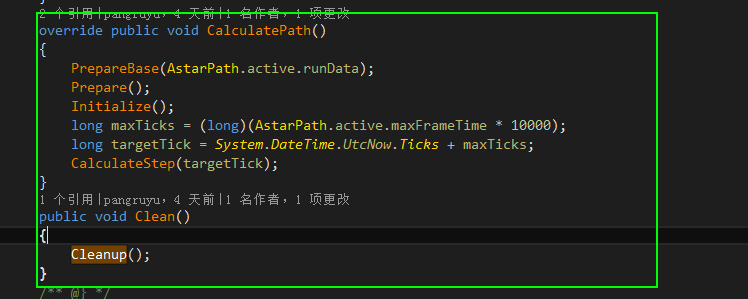 }
2 个引用|pangruyu，4 天前|1 名作者，1 项更改
override public void CalculatePath()
{
PrepareBase(AstarPath.active.runData);
Prepare();
Initialize();
long maxTicks = (long)(AstarPath.active.maxFrameTime * 10000);
long targetTick = System.DateTime.UtcNow.Ticks + maxTicks;
CalculateStep(targetTick);
}
1 个引用|pangruyu，4 天前|1 名作者，1 项更改
public void Clean()
{
Cleanup();
}
/** @} */